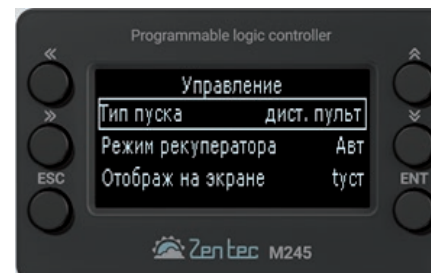 Programmable logic controller
Управление
Тип пуска дист. пульт
Режим рекуператора Авт
Отображ на экране tуст
ESC
ENT
Zentec M245